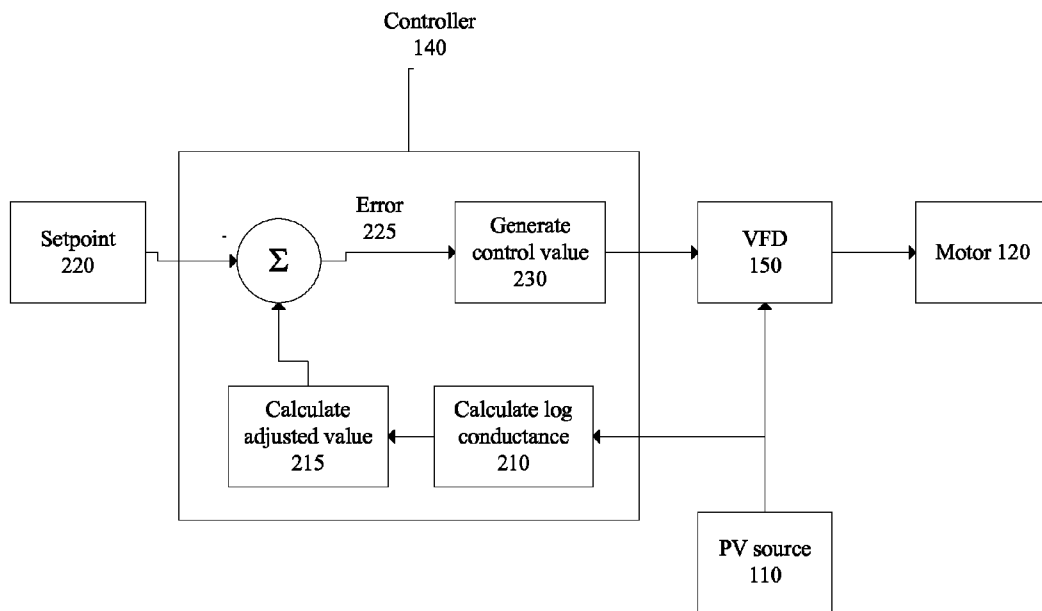 Controller
140
Setpoint
220
-
Σ
Error
225
Generate
control value
230
VFD
150
Motor 120
Calculate
adjusted value
215
Calculate log
conductance
210
PV source
110